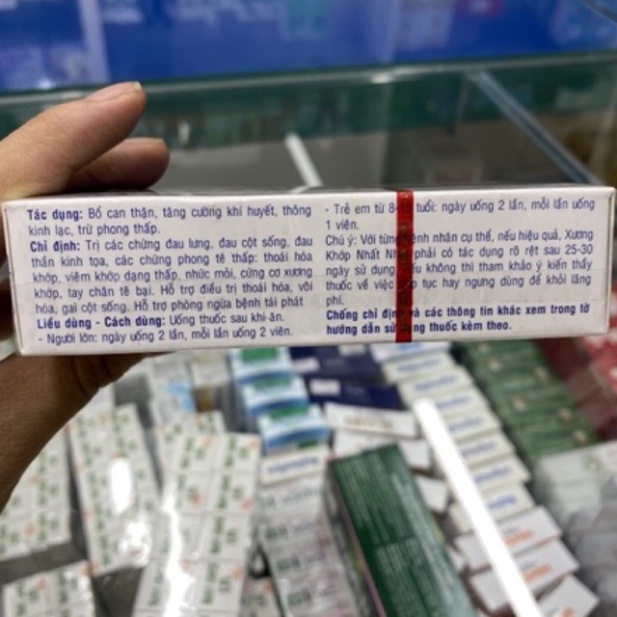 Tác dụng: Bổ can thận, tăng cường khí huyết, thông
kinh lạc, trừ phong thấp.
Chỉ định: Trị các chứng đau lưng, đau cột sống, đau
thần kinh tọa, các chứng phong tê thấp: thoái hóa
khớp, viêm khớp dạng thấp, nhức mỏi, cứng cơ xương
khớp, tay chân tê bại. Hỗ trợ điều trị thoái hóa, vôi
hóa, gai cột sống. Hỗ trợ phòng ngừa bệnh tái phát
Liều dùng - Cách dùng: Uống thuốc sau khi ăn.
- Người lớn: ngày uống 2 lần, mỗi lần uống 2 viên.
- Trẻ em từ 8- tuổi: ngày uống 2 lần, mỗi lần uống
1 viên.
Chú ý: Với từng bệnh nhân cụ thể, nếu hiệu quả, Xương
Khớp Nhất Nh phải có tác dụng rõ rệt sau 25-30
ngày sử dụng u không thì tham khảo ý kiến thầy
thuốc về việc p tục hay ngưng dùng để khỏi lãng
phí.
Chống chỉ định và các thông tin khác xem trong tờ
hướng dẫn sử dụng thuốc kèm theo.